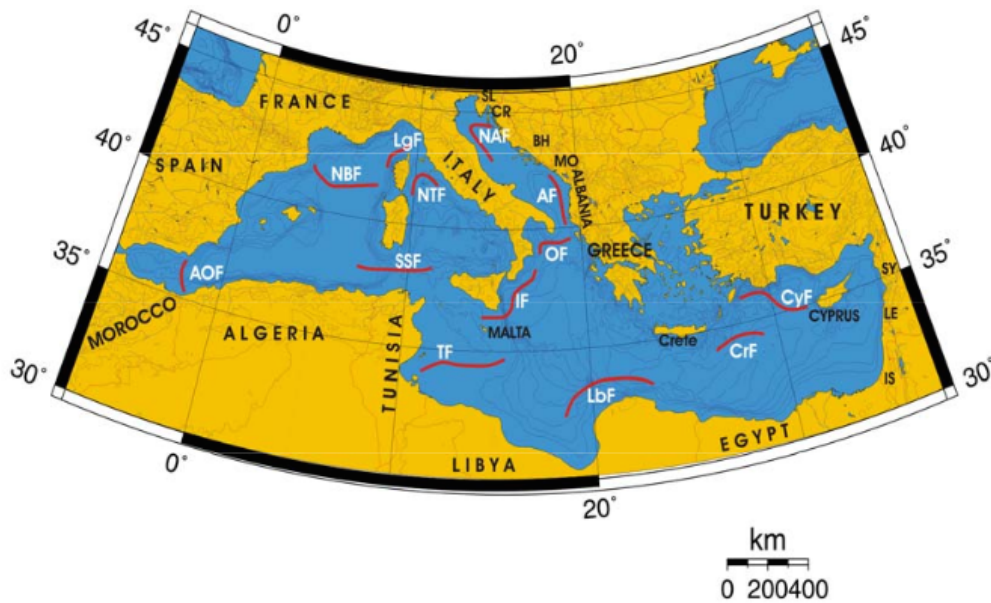 0°
20°
45°
45°
SL
FRANCE
CR
LgF
NAF
40°
BH
40°
SPAIN
MO
NBF
ITALY
NTF
AF
ALBANIA
TURKEY
35°
GREECE
OF
35°
SSF
SY
AOF
IF
CyF
CYPRUS
LE
MOROCCO
ALGERIA
MALTA
Crete
TUNISIA
TF
CrF
30°
IS
30°
LbF
EGYPT
0°
LIBYA
20°
km
0 200400